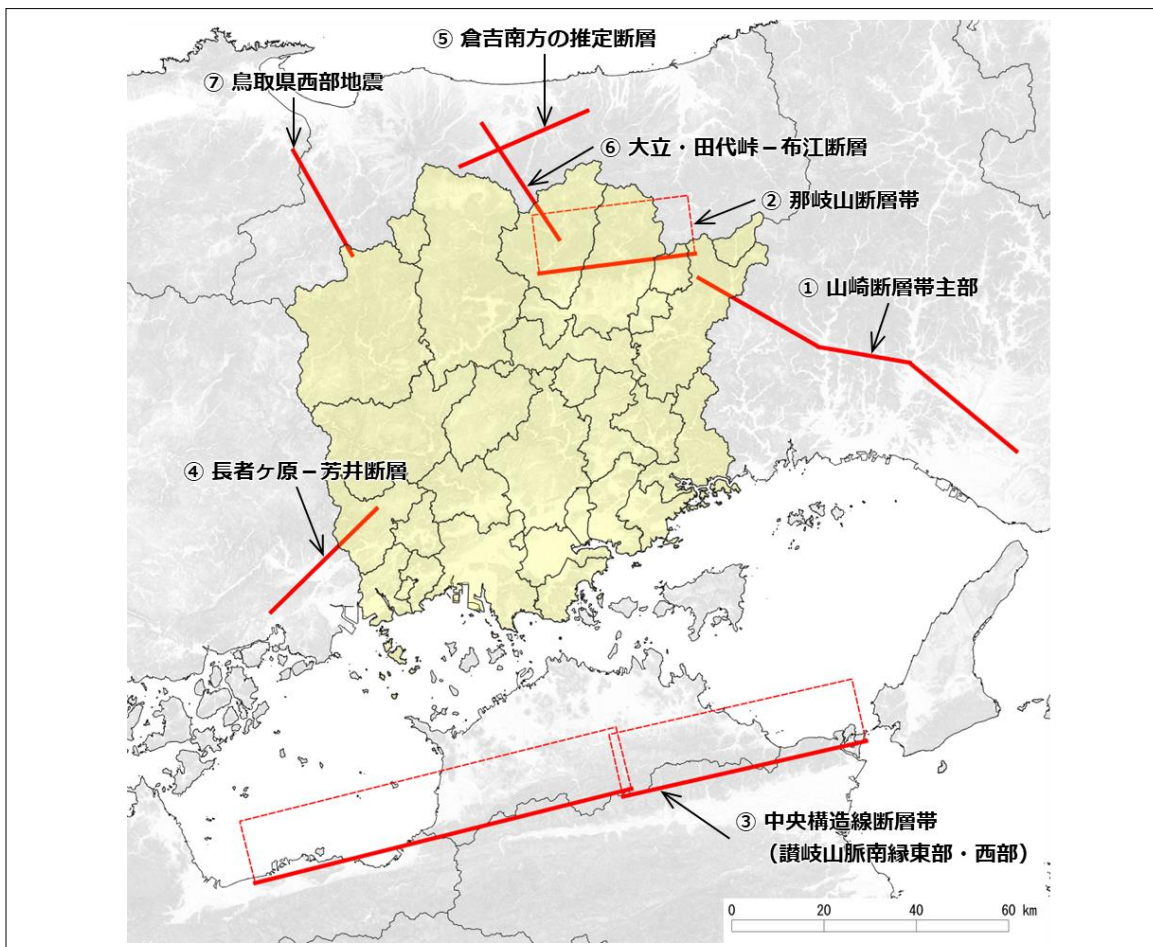 ⑤ 倉吉南方の推定断層
⑦ 鳥取県西部地震
⑥ 大立・田代峠－布江断層
② 那岐山断層帯
① 山崎断層帯主部
④ 長者ヶ原－芳井断層
③ 中央構造線断層帯
（讃岐山脈南縁東部・西部）
0 20 40 60 km